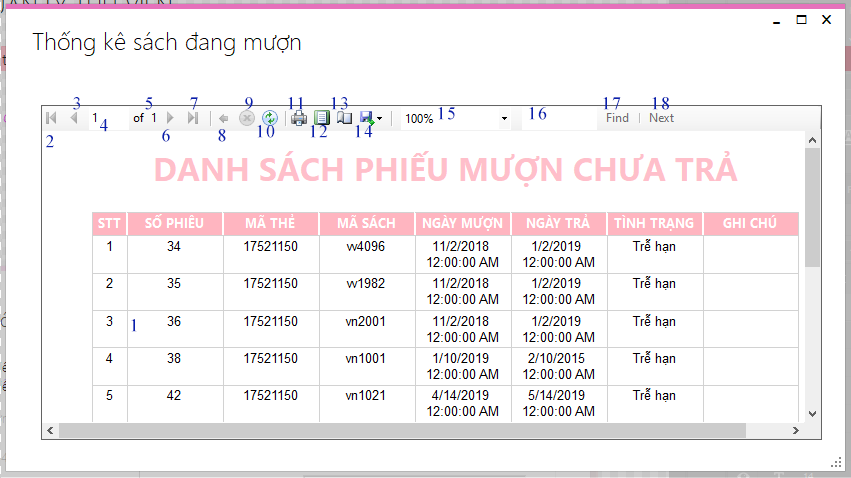 Thống kê sách đang mượn
3 5 7 9 11 13 15 16 17 18
1 of 1 100% Find Next
2 4 6 8 10 12 14
DANH SÁCH PHIẾU MƯỢN CHƯA TRẢ
STT SỐ PHIẾU MÃ THẺ MÃ SÁCH NGÀY MƯỢN NGÀY TRẢ TÌNH TRẠNG GHI CHÚ
1 34 17521150 vv4096 11/2/2018 1/2/2019 Trễ hạn
12:00:00 AM 12:00:00 AM
2 35 17521150 vv1982 11/2/2018 1/2/2019 Trễ hạn
12:00:00 AM 12:00:00 AM
3 1 36 17521150 vn2001 11/2/2018 1/2/2019 Trễ hạn
12:00:00 AM 12:00:00 AM
4 38 17521150 vn1001 1/10/2019 2/10/2015 Trễ hạn
12:00:00 AM 12:00:00 AM
5 42 17521150 vn1021 4/14/2019 5/14/2019 Trễ hạn
12:00:00 AM 12:00:00 AM